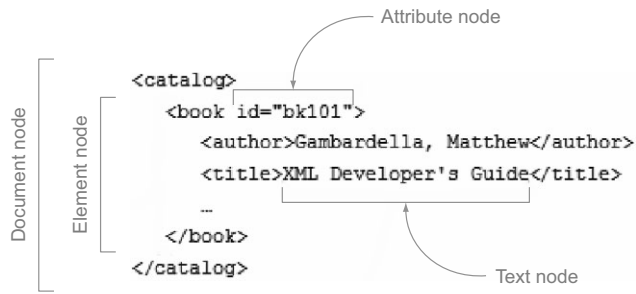 Attribute node
<catalog>
<book id="bk101">
<author>Gambardella, Matthew</author>
<title>XML Developer's Guide</title>
…
</book>
</catalog>
Text node
Document node
Element node